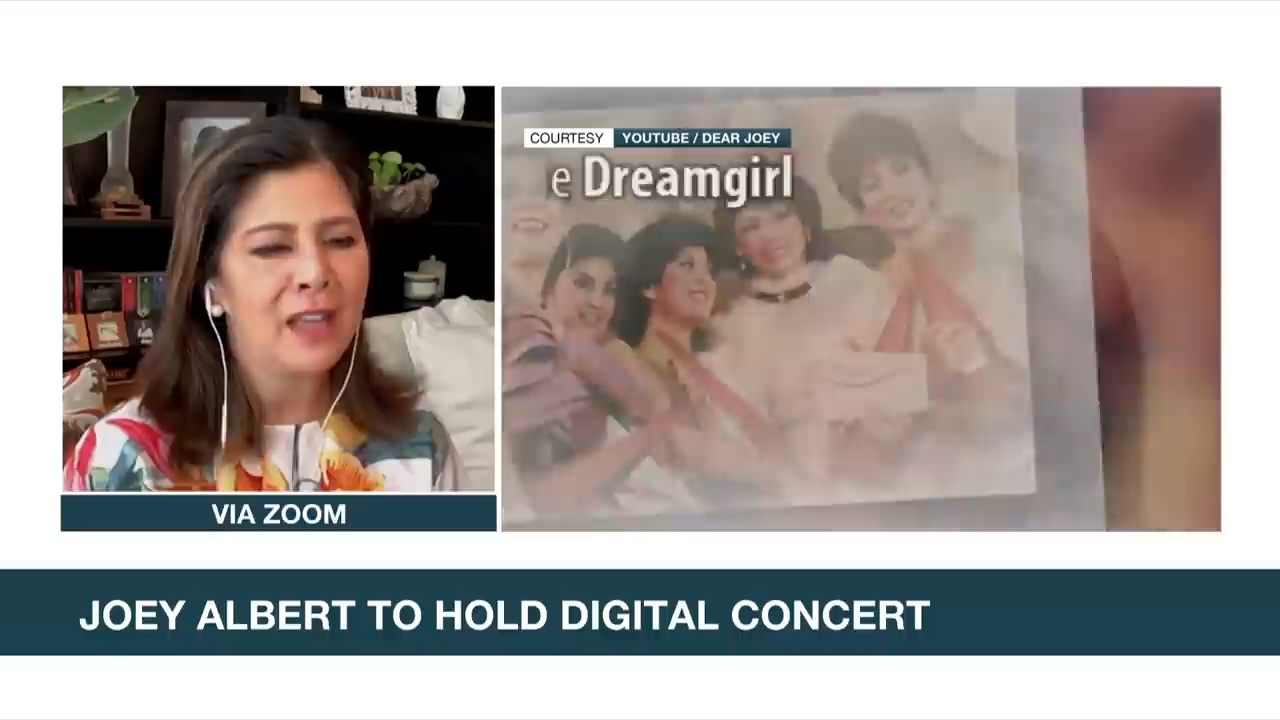 COURTESY YOUTUBE / DEAR JOEY
e Dreamgirl
VIA ZOOM
JOEY ALBERT TO HOLD DIGITAL CONCERT